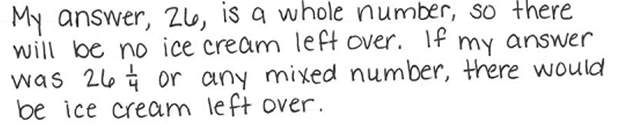 My answer, 26, is a whole number, so there
will be no ice cream left over. If my answer
was 26 1/4 or any mixed number, there would
be ice cream left over.